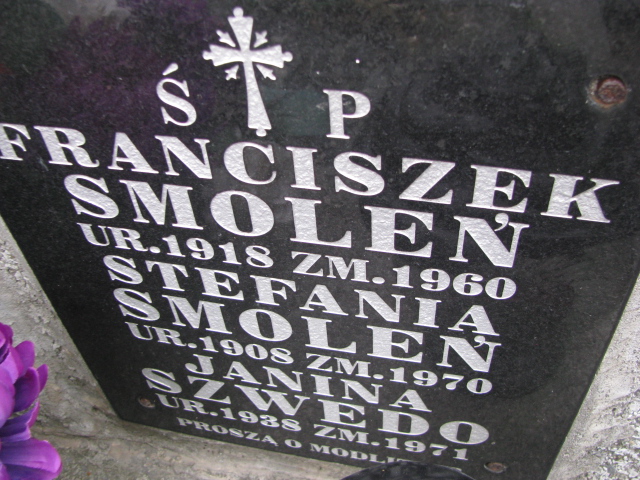 Ś P
FRANCISZEK
SMOLEŃ
UR.1918 ZM.1960
STEFANIA
SMOLEŃ
UR.1908 ZM.1970
JANINA
SZWEDO
UR.1938 ZM.1971
PROSZĄ O